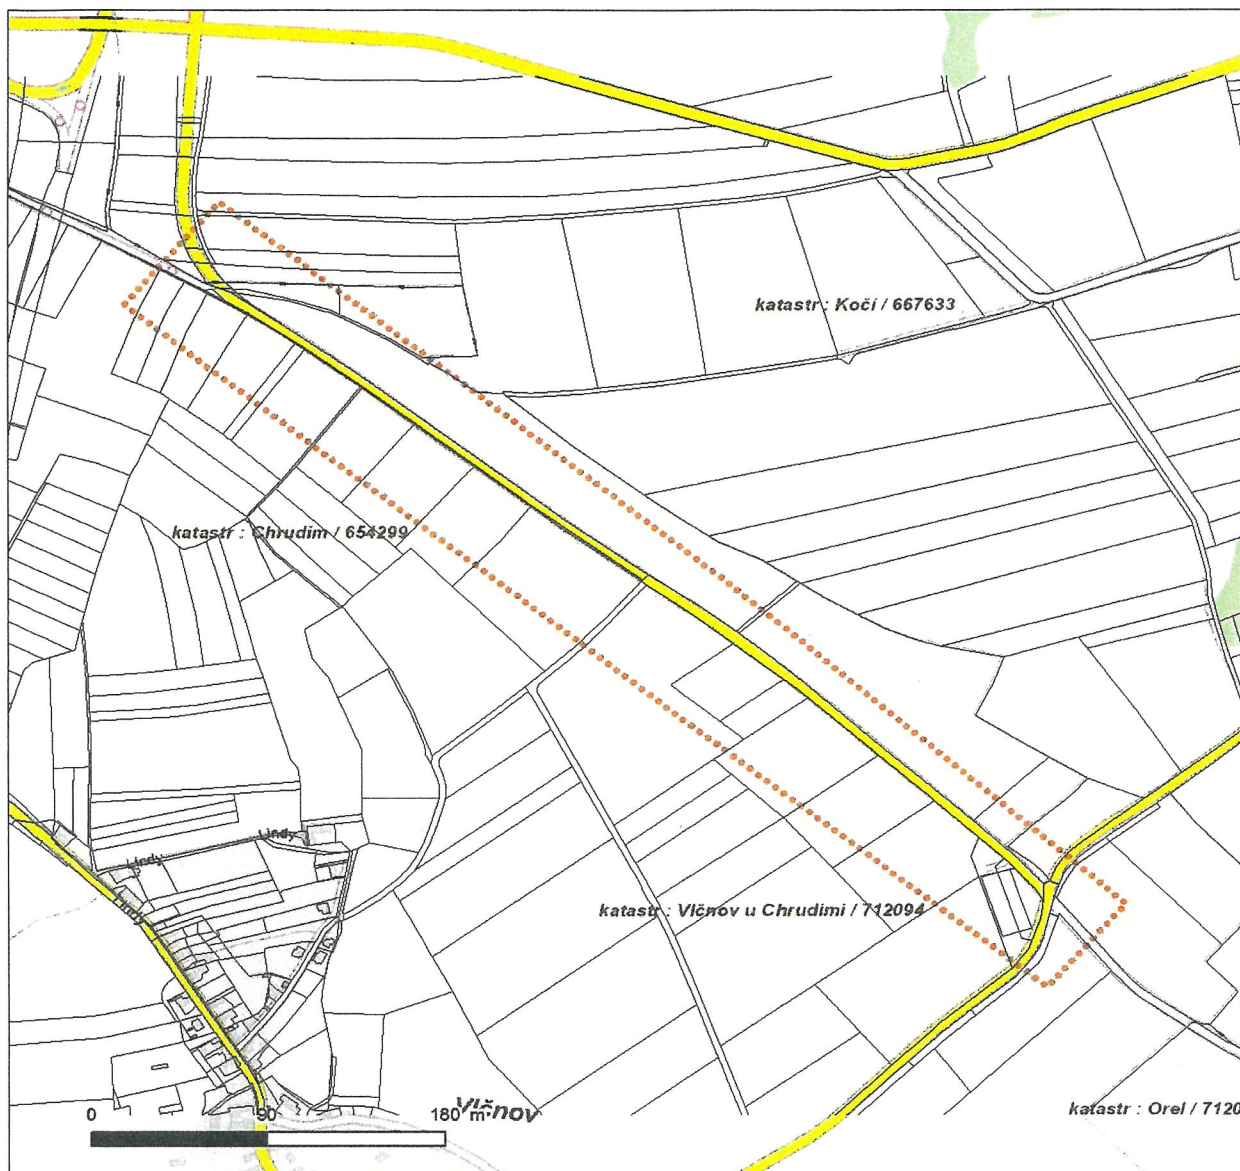 katastr : Kočí / 667633
katastr : Chrudim / 654299
Lindy
Lindy
Lindy
katastr : Vlčnov u Chrudimi / 712094
Vlčnov
0 90 180 m
katastr : Orel / 7120